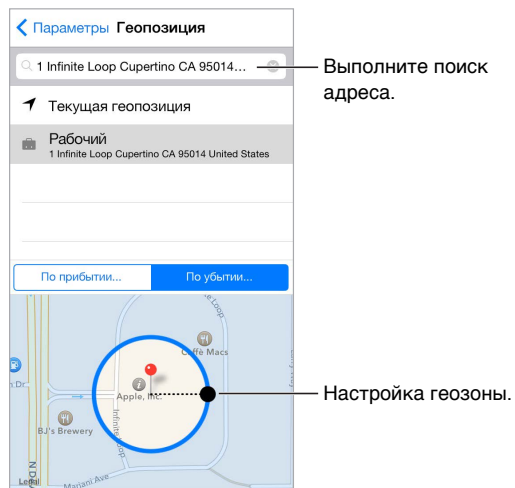 Параметры Геопозиция
1 Infinite Loop Cupertino CA 95014...
Выполните поиск
адреса.
Текущая геопозиция
Рабочий
1 Infinite Loop Cupertino CA 95014 United States
По прибытии...
По убытии...
Loop
Caffè Macs
n Dr
Apple, Inc.
Infinite Loop
BJ's Brewery
Настройка геозоны.
N D
Mariani Ave
Legal